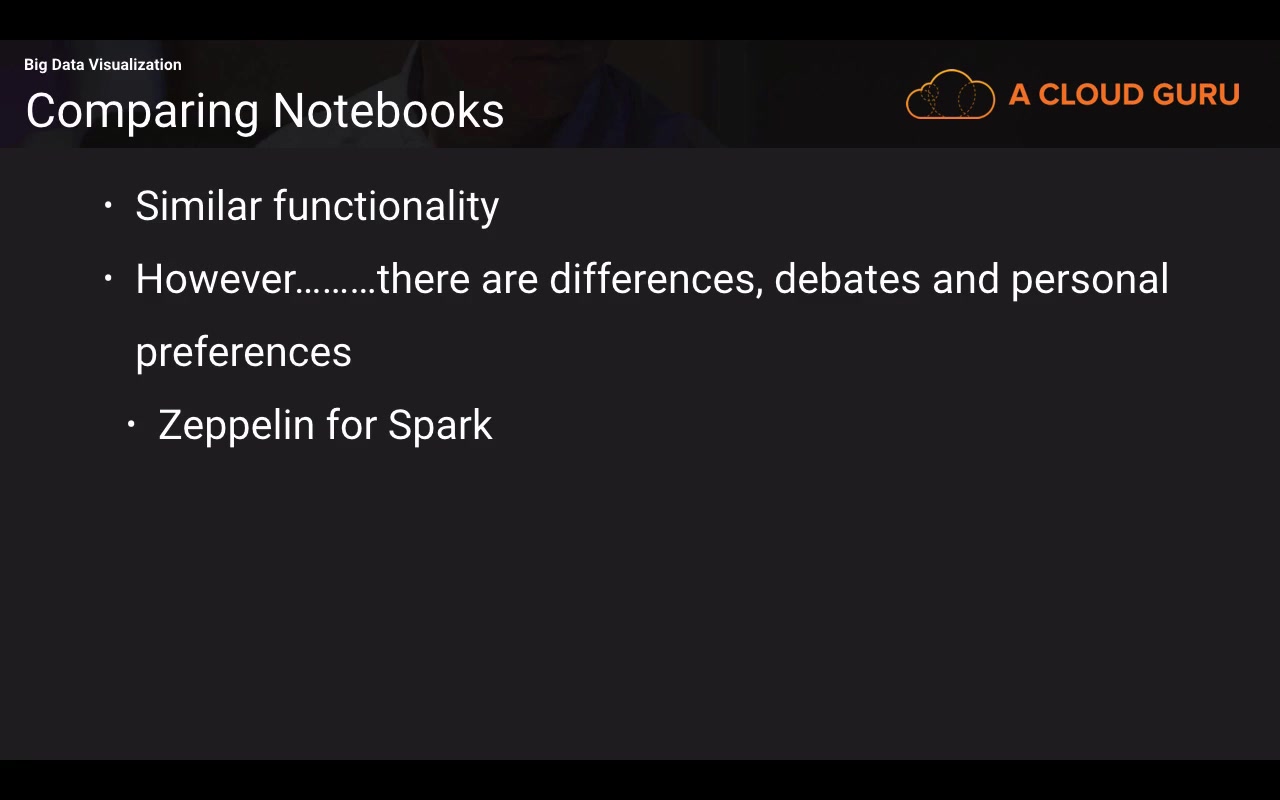 Big Data Visualization
Comparing Notebooks
A CLOUD GURU
• Similar functionality
• However………there are differences, debates and personal
preferences
• Zeppelin for Spark